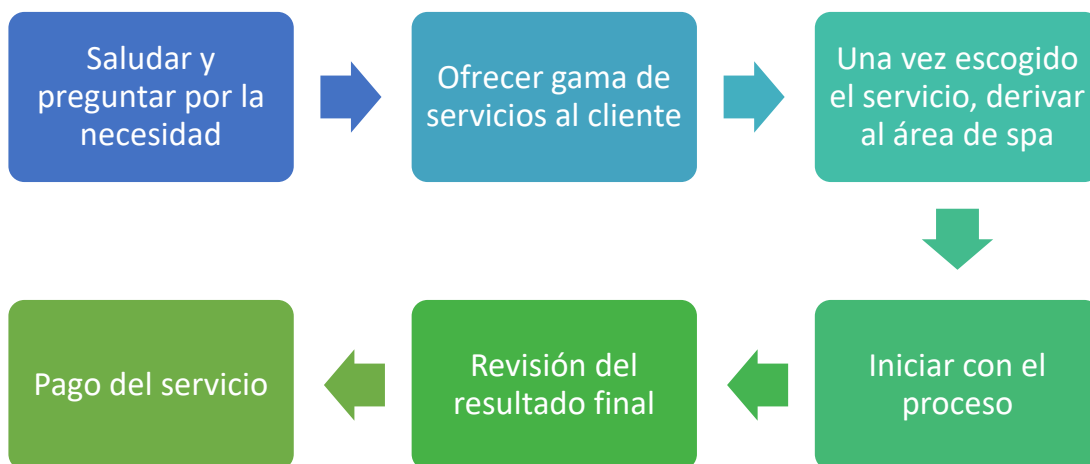 Saludar y
preguntar por la
necesidad
Ofrecer gama de
servicios al cliente
Una vez escogido
el servicio, derivar
al área de spa
Iniciar con el
proceso
Revisión del
resultado final
Pago del servicio